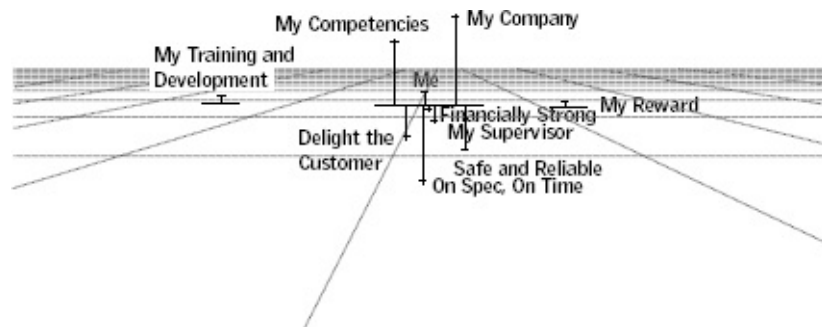 My Company
My Competencies
My Training and
Development
Me
My Reward
Financially Strong
My Supervisor
Delight the
Customer
Safe and Reliable
On Spec, On Time